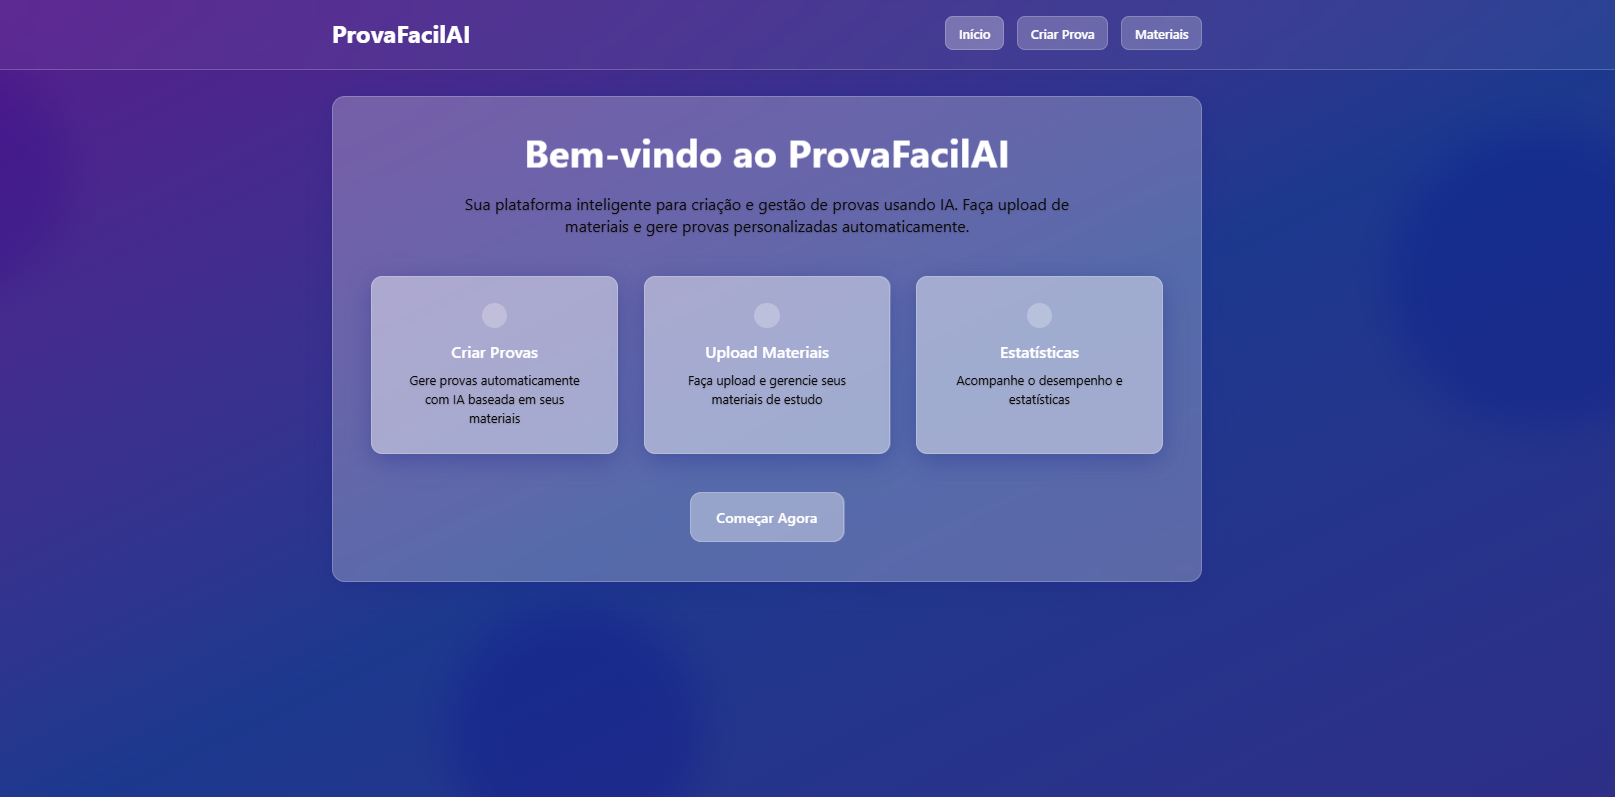 ProvaFacilAI
Início
Criar Prova
Materiais
Bem-vindo ao ProvaFacilAI
Sua plataforma inteligente para criação e gestão de provas usando IA. Faça upload de
materiais e gere provas personalizadas automaticamente.
Criar Provas
Gere provas automaticamente
com IA baseada em seus
materiais
Upload Materiais
Faça upload e gerencie seus
materiais de estudo
Estatísticas
Acompanhe o desempenho e
estatísticas
Começar Agora